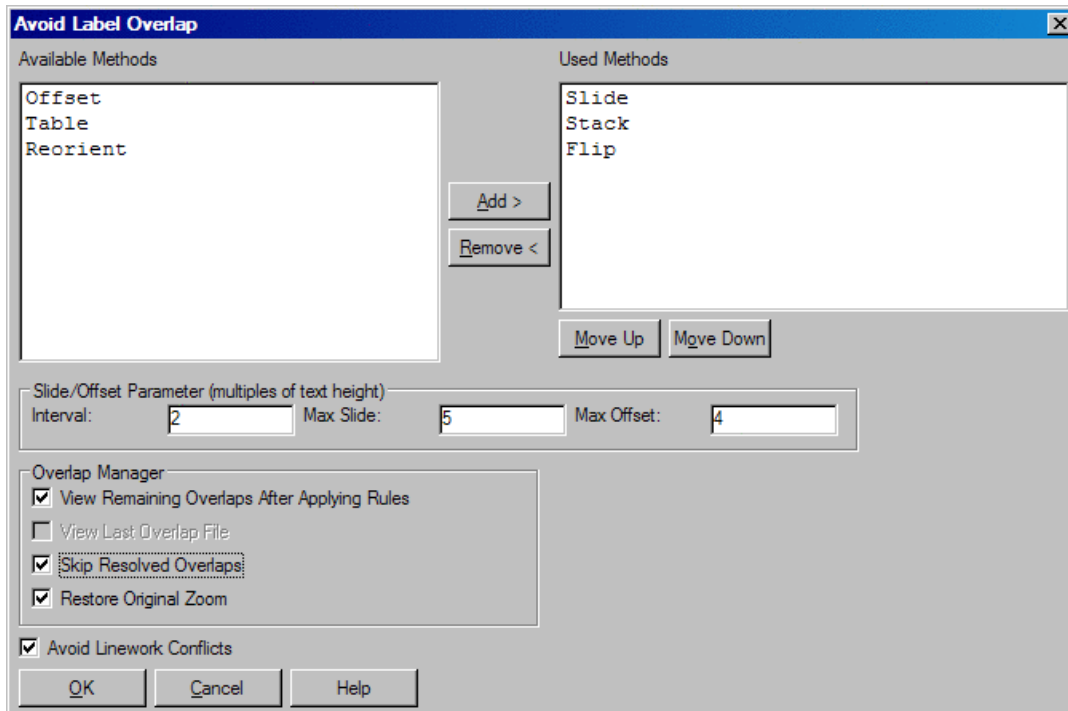 Avoid Label Overlap
Available Methods
Used Methods
Offset
Table
Reorient
Slide
Stack
Flip
Add >
Remove <
Move Up
Move Down
Slide/Offset Parameter (multiples of text height)
Interval: 2 Max Slide: 5 Max Offset: 4
Overlap Manager
View Remaining Overlaps After Applying Rules
View Last Overlap File
Skip Resolved Overlaps
Restore Original Zoom
Avoid Linework Conflicts
OK Cancel Help